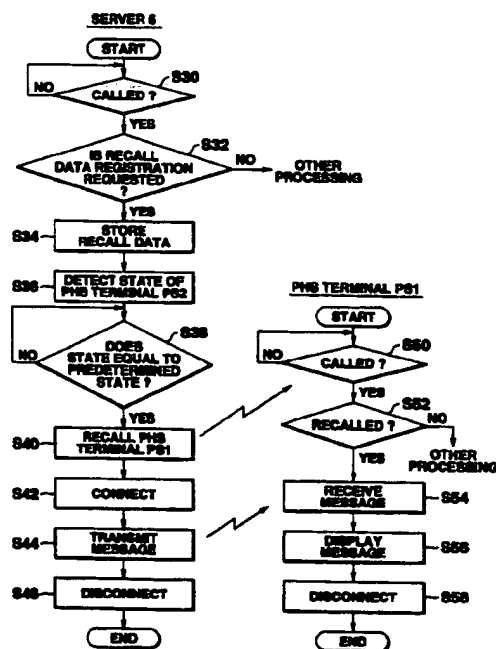 SERVER 6
START
S30
NO
CALLED ?
YES
S32
IS RECALL
DATA REGISTRATION
REQUESTED
?
NO
OTHER
PROCESSING
YES
S34
STORE
RECALL DATA
S36
DETECT STATE OF
PHS TERMINAL PS2
S38
DOES
STATE EQUAL TO
PREDETERMINED
STATE ?
NO
YES
S40
RECALL PHS
TERMINAL PS1
S42
CONNECT
S44
TRANSMIT
MESSAGE
S46
DISCONNECT
END
PHS TERMINAL PS1
START
S50
NO
CALLED ?
YES
S52
RECALLED ?
NO
OTHER
PROCESSING
YES
RECEIVE
MESSAGE
S54
DISPLAY
MESSAGE
S56
DISCONNECT
S58
END